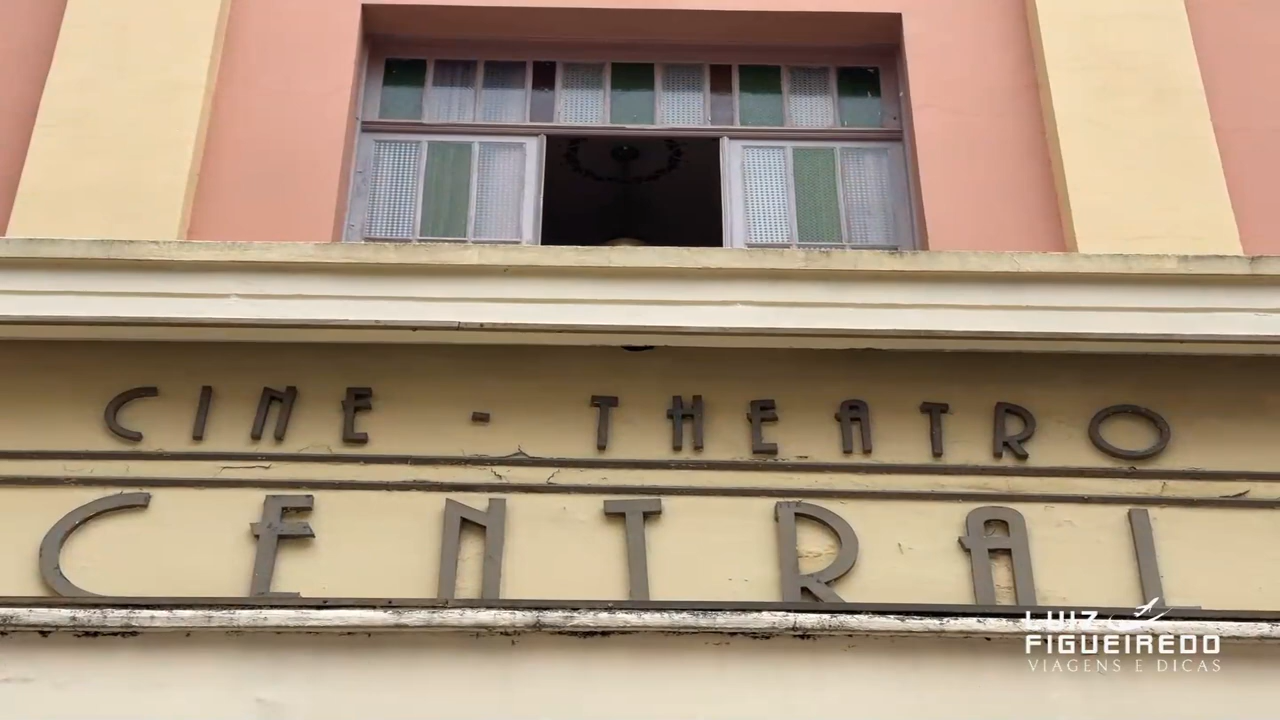 CINE - THEATRO
CENTRAL
LUIZ
FIGUEIREDO
VIAGENS E DICAS